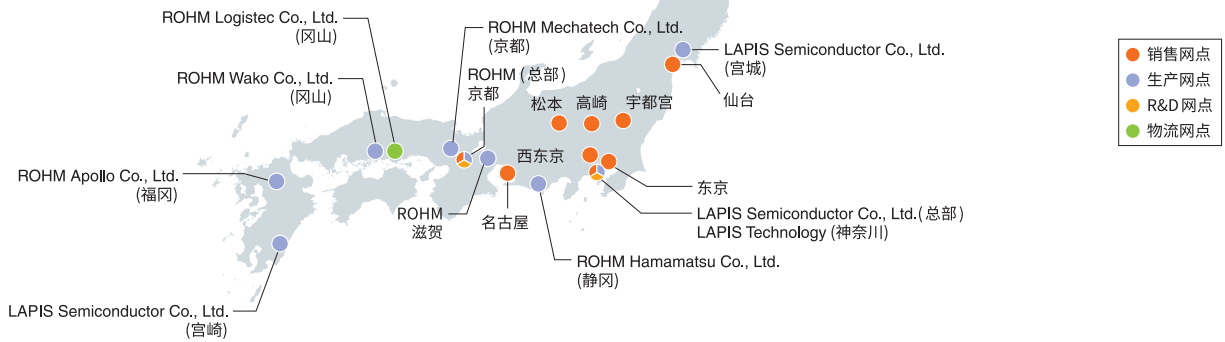 ROHM Logistec Co., Ltd.
(冈山)
ROHM Wako Co., Ltd.
(冈山)
ROHM Apollo Co., Ltd.
(福冈)
LAPIS Semiconductor Co., Ltd.
(宫崎)
ROHM Mechatech Co., Ltd.
(京都)
ROHM (总部)
京都
ROHM
滋贺
名古屋
西东京
松本
高崎
宇都宫
LAPIS Semiconductor Co., Ltd.
(宫城)
仙台
东京
LAPIS Semiconductor Co., Ltd.(总部)
LAPIS Technology (神奈川)
ROHM Hamamatsu Co., Ltd.
(静冈)
销售网点
生产网点
R&D 网点
物流网点